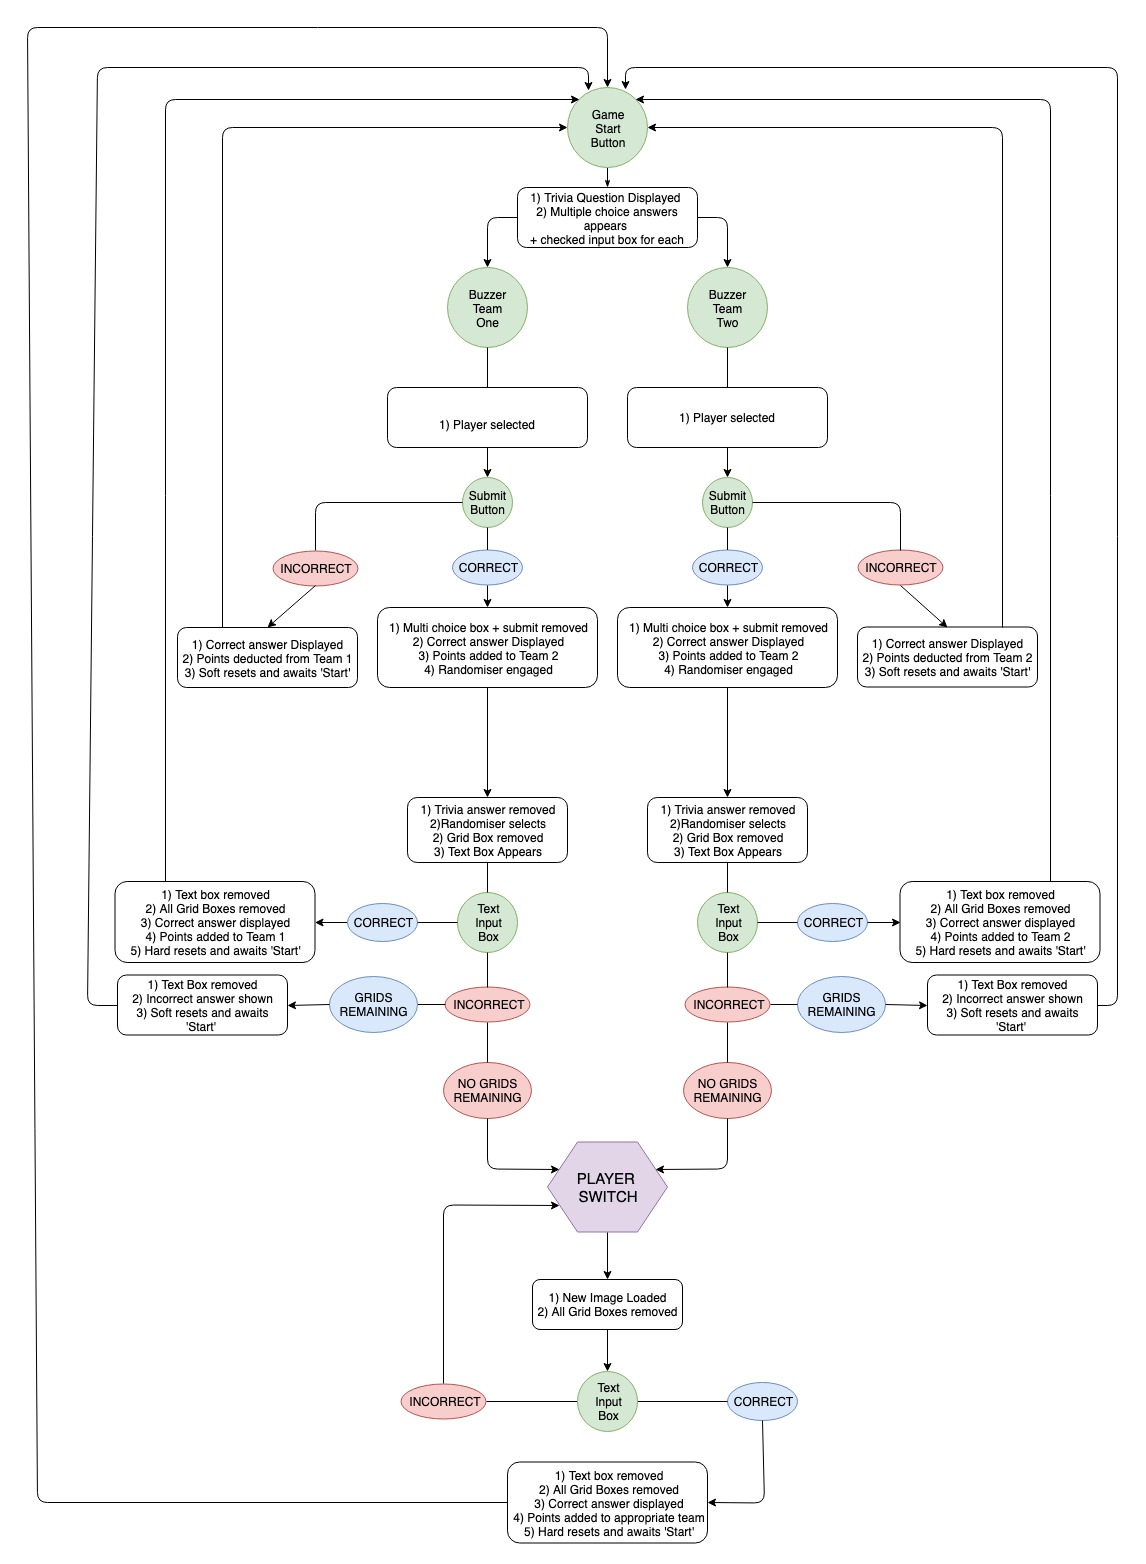 Game
Start
Button
1) Trivia Question Displayed
2) Multiple choice answers
appears
+ checked input box for each
Buzzer
Team
One
Buzzer
Team
Two
1) Player selected
1) Player selected
Submit
Button
Submit
Button
INCORRECT
CORRECT
CORRECT
INCORRECT
1) Correct answer Displayed
2) Points deducted from Team 1
3) Soft resets and awaits 'Start'
1) Multi choice box + submit removed
2) Correct answer Displayed
3) Points added to Team 2
4) Randomiser engaged
1) Multi choice box + submit removed
2) Correct answer Displayed
3) Points added to Team 2
4) Randomiser engaged
1) Correct answer Displayed
2) Points deducted from Team 2
3) Soft resets and awaits 'Start'
1) Trivia answer removed
2)Randomiser selects
2) Grid Box removed
3) Text Box Appears
1) Trivia answer removed
2)Randomiser selects
2) Grid Box removed
3) Text Box Appears
1) Text box removed
2) All Grid Boxes removed
3) Correct answer displayed
4) Points added to Team 1
5) Hard resets and awaits 'Start'
CORRECT
Text
Input
Box
Text
Input
Box
CORRECT
1) Text box removed
2) All Grid Boxes removed
3) Correct answer displayed
4) Points added to Team 2
5) Hard resets and awaits 'Start'
1) Text Box removed
2) Incorrect answer shown
3) Soft resets and awaits
'Start'
GRIDS
REMAINING
INCORRECT
INCORRECT
GRIDS
REMAINING
1) Text Box removed
2) Incorrect answer shown
3) Soft resets and awaits
'Start'
NO GRIDS
REMAINING
NO GRIDS
REMAINING
PLAYER
SWITCH
1) New Image Loaded
2) All Grid Boxes removed
INCORRECT
Text
Input
Box
CORRECT
1) Text box removed
2) All Grid Boxes removed
3) Correct answer displayed
4) Points added to appropriate team
5) Hard resets and awaits 'Start'